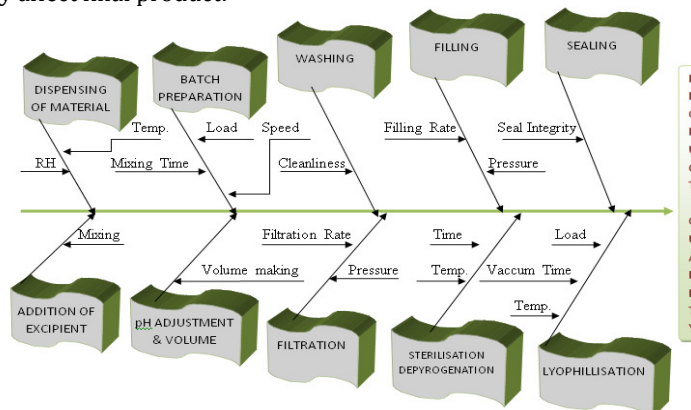 WASHING
FILLING
SEALING
DISPENSING
OF MATERIAL
BATCH
PREPARATION
Temp.
Load
Speed
Filling Rate
Seal Integrity
RH
Mixing Time
Cleanliness
Pressure
Mixing
Filtration Rate
Time
Load
Volume making
Pressure
Temp.
Vaccum Time
Temp.
ADDITION OF
EXCIPIENT
pH ADJUSTMENT
& VOLUME
FILTRATION
STERILISATION
DEPYROGENATION
LYOPHILLISATION